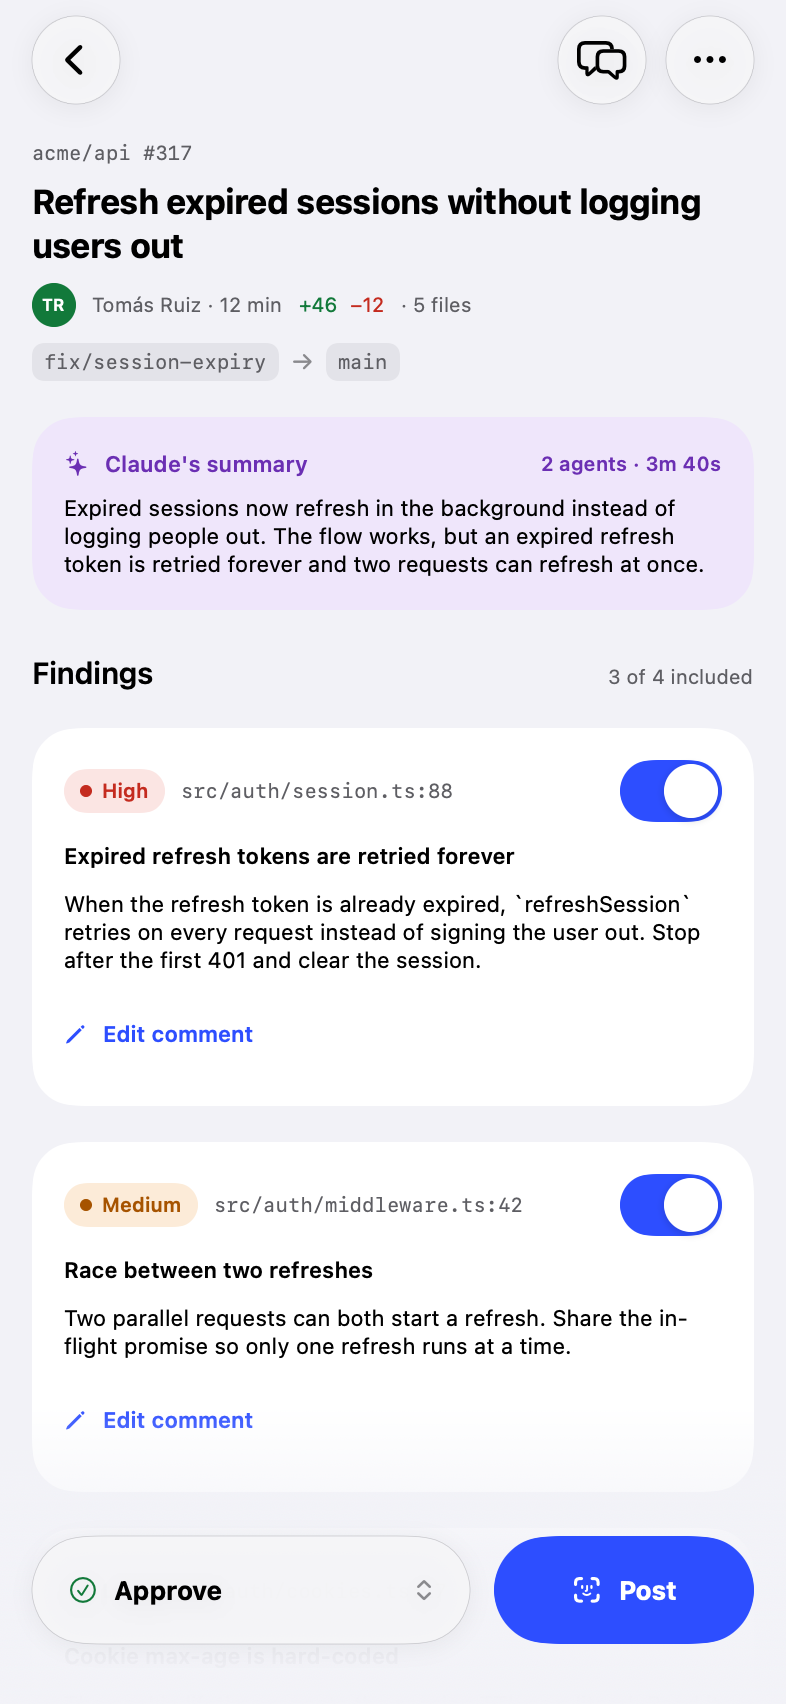 acme/api #317
Refresh expired sessions without logging
users out
TR Tomás Ruiz · 12 min +46 −12 · 5 files
fix/session-expiry → main
Claude's summary 2 agents · 3m 40s
Expired sessions now refresh in the background instead of
logging people out. The flow works, but an expired refresh
token is retried forever and two requests can refresh at once.
Findings 3 of 4 included
High src/auth/session.ts:88
Expired refresh tokens are retried forever
When the refresh token is already expired, `refreshSession`
retries on every request instead of signing the user out. Stop
after the first 401 and clear the session.
Edit comment
Medium src/auth/middleware.ts:42
Race between two refreshes
Two parallel requests can both start a refresh. Share the in-
flight promise so only one refresh runs at a time.
Edit comment
Approve Post
Cookie max-age is hard-coded